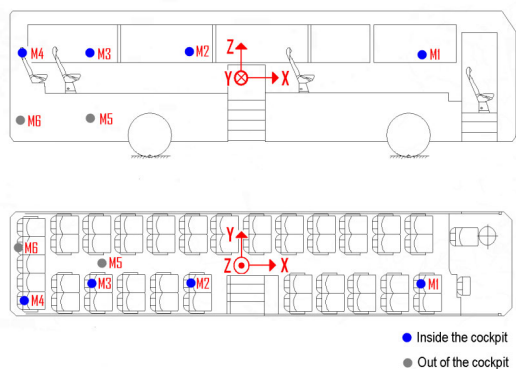 Z
M4 M3 M2 M1
Y X
M6 M5
Y
M6 M5 Z X
M3 M2 M1
M4
Inside the cockpit
Out of the cockpit